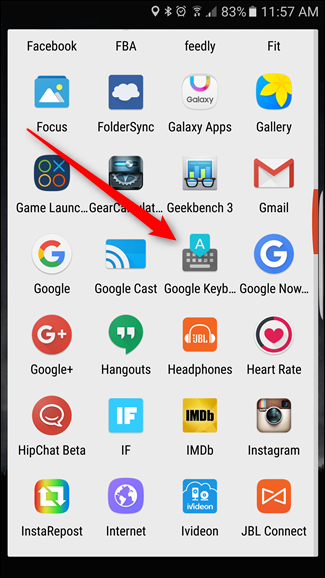 83% 11:57 AM
Facebook FBA feedly Fit
Galaxy
Focus FolderSync Galaxy Apps Gallery
Game Launc... GearCalculat... Geekbench 3 Gmail
G A G
Google Google Cast Google Keyb... Google Now...
G+ JBL
Google+ Hangouts Headphones Heart Rate
IF IMDb
HipChat Beta IF IMDb Instagram
iVideon
InstaRepost Internet Ivideon JBL Connect